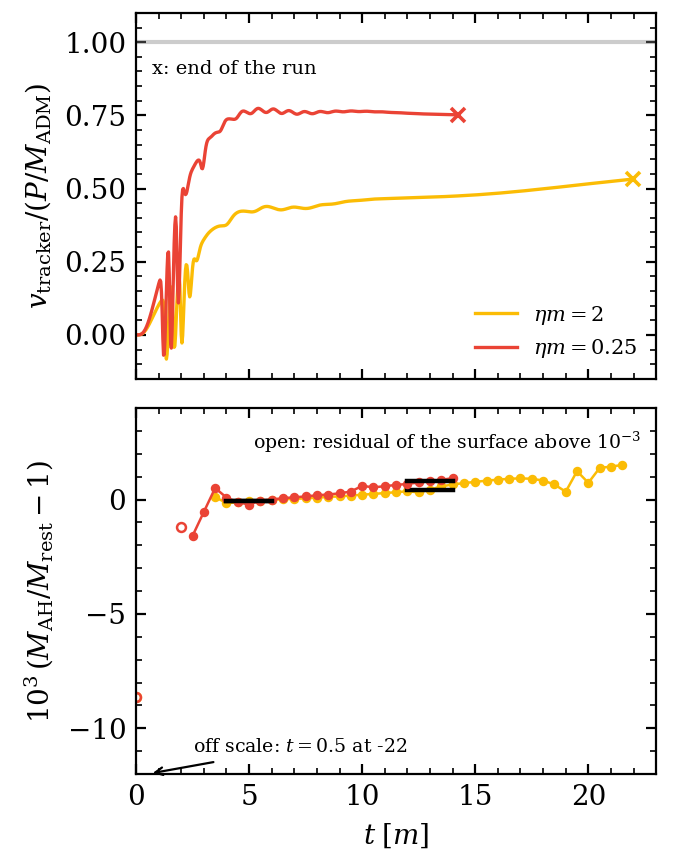 1.00
x: end of the run
0.75
0.50
0.25
0.00
v_tracker/(P/M_ADM)
ηm = 2
ηm = 0.25
open: residual of the surface above 10⁻³
0
−5
−10
10³ (M_AH/M_rest − 1)
off scale: t = 0.5 at -22
0 5 10 15 20
t [m]